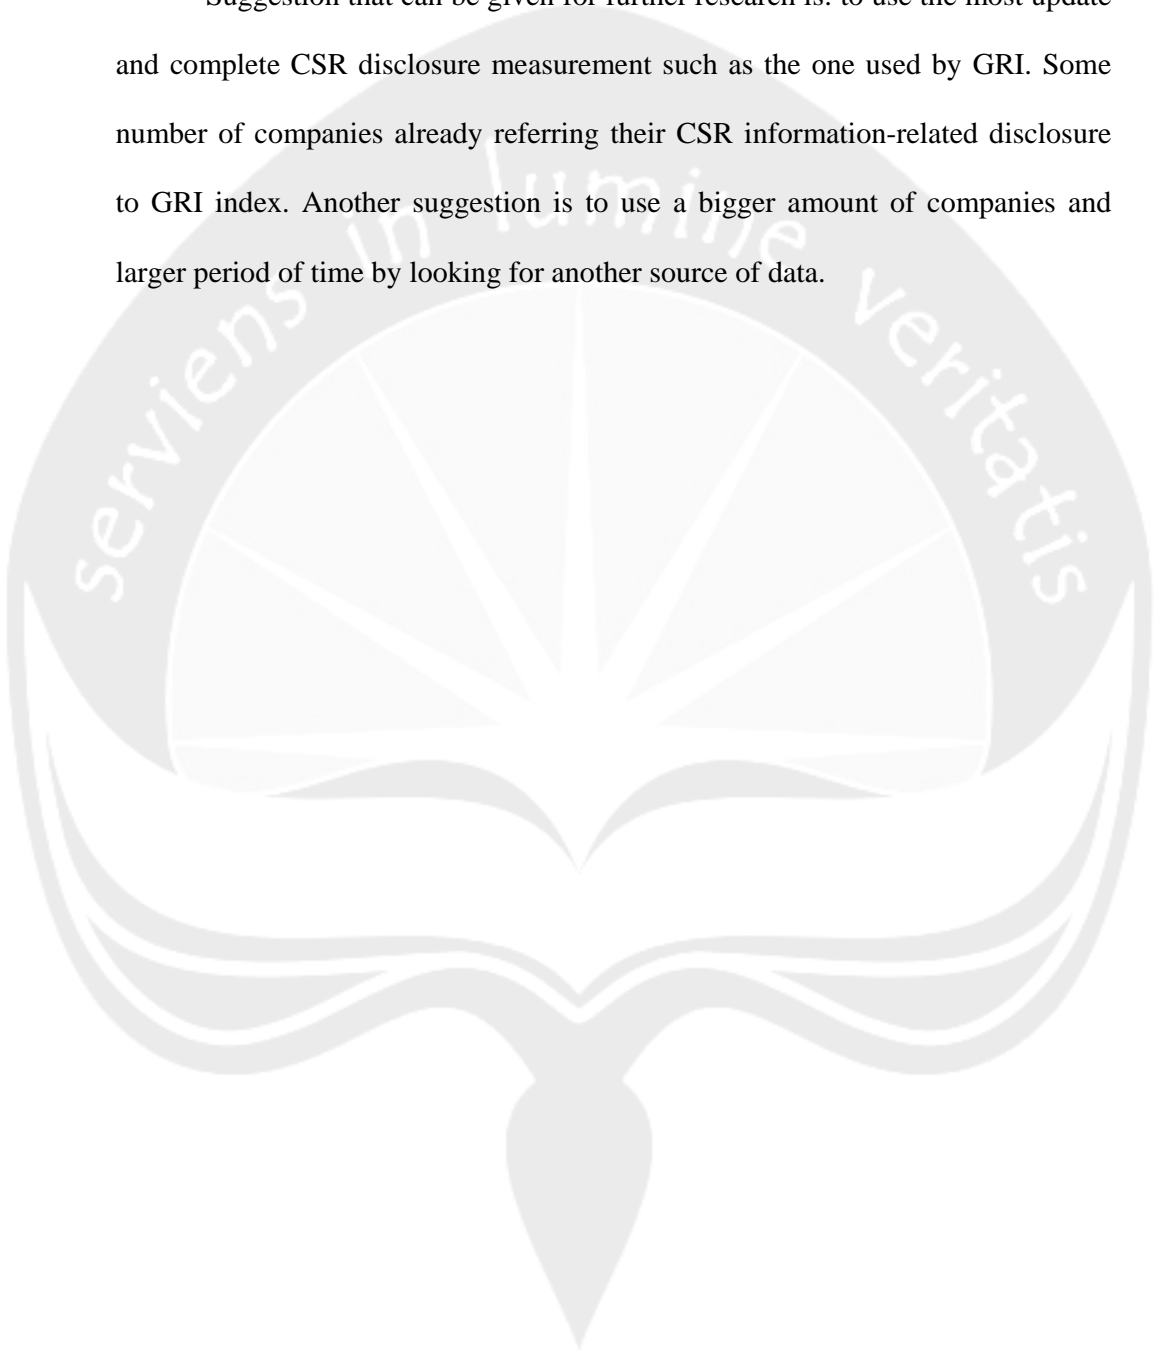 Suggestion that can be given for further research is: to use the most update
and complete CSR disclosure measurement such as the one used by GRI. Some
number of companies already referring their CSR information-related disclosure
to GRI index. Another suggestion is to use a bigger amount of companies and
larger period of time by looking for another source of data.
serviens in lumine veritatis